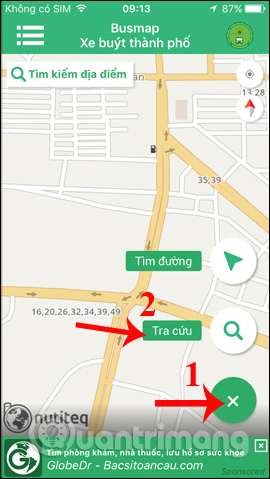 Không có SIM
09:13
87%
Busmap
Xe buýt thành phố
Tìm kiếm địa điểm
13,28
35,39
Tìm đường
2
Tra cứu
16,20,26,32,34,39,49
1
nutiteq
Quantrimang
Tìm phòng khám, nhà thuốc, lưu hồ sơ sức khỏe
GlobeDr - Bacsitoancau.com
Sponsored